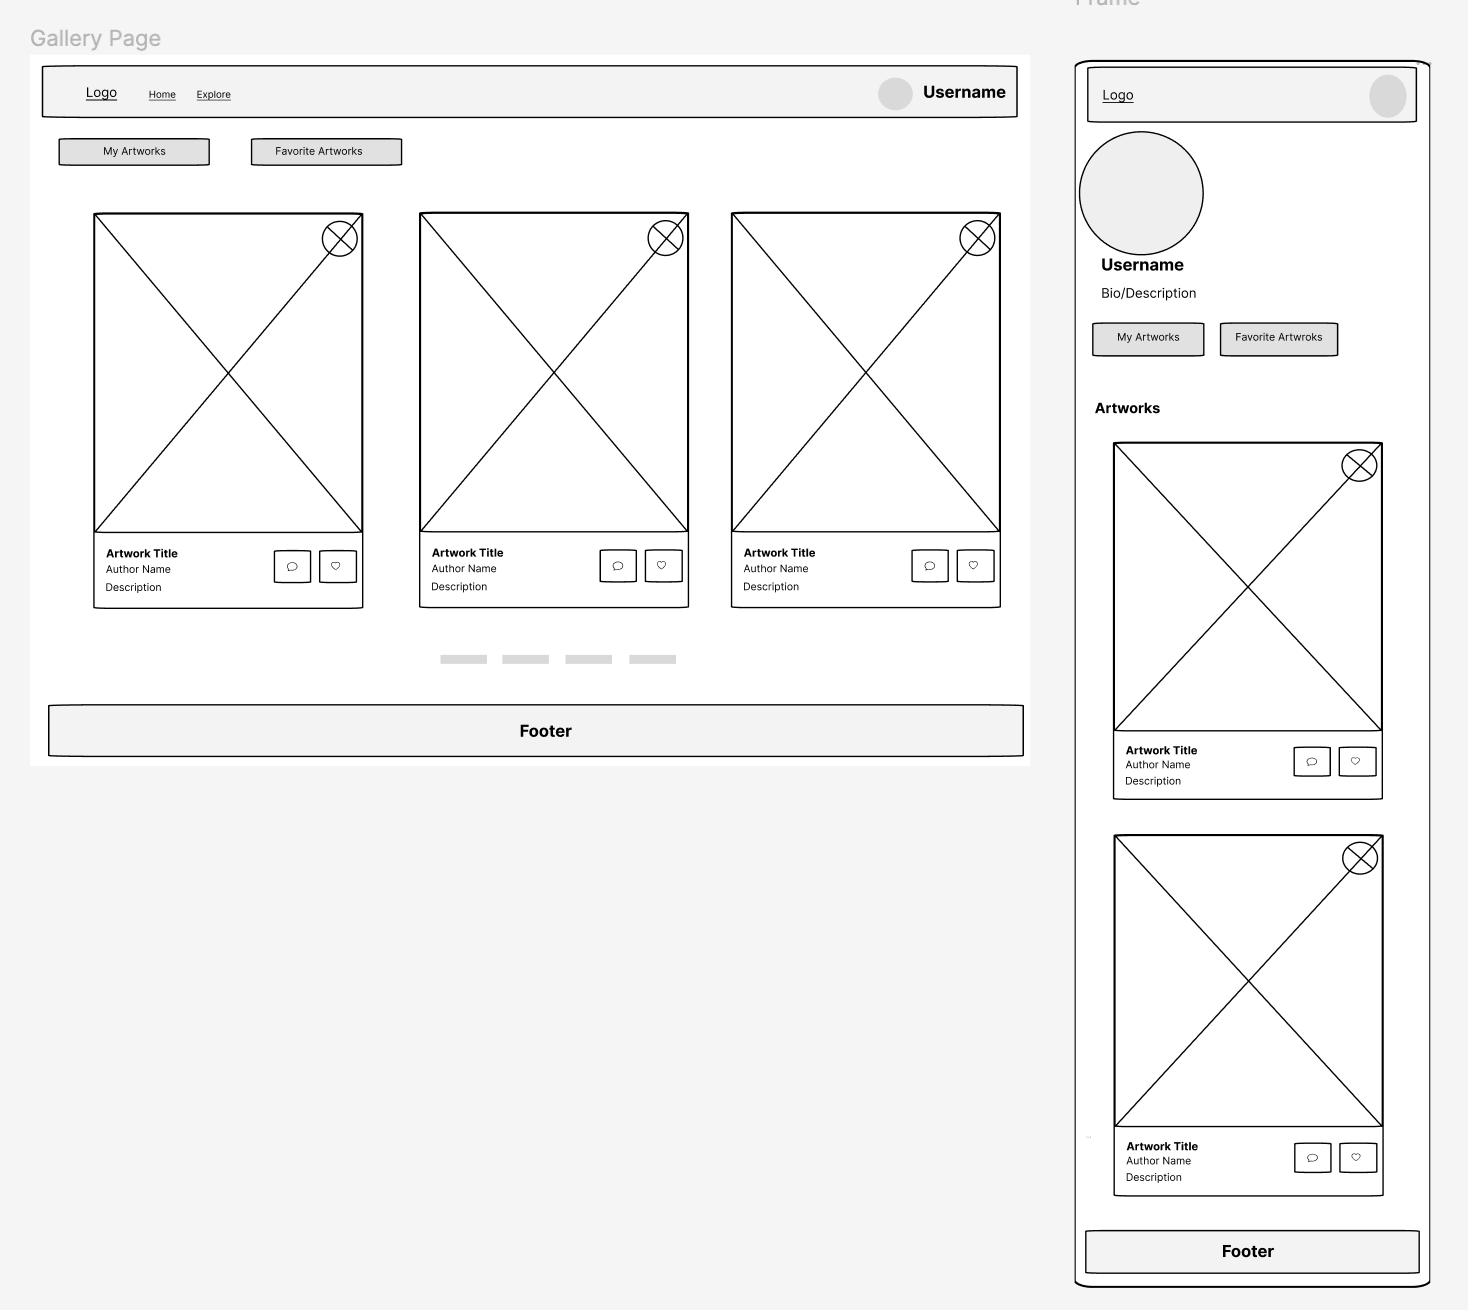 Gallery Page
Logo
Home
Explore
Username
My Artworks
Favorite Artworks
Artwork Title
Author Name
Description
Artwork Title
Author Name
Description
Artwork Title
Author Name
Description
Footer
Frame
Logo
Username
Bio/Description
My Artworks
Favorite Artwroks
Artworks
Artwork Title
Author Name
Description
Artwork Title
Author Name
Description
Footer